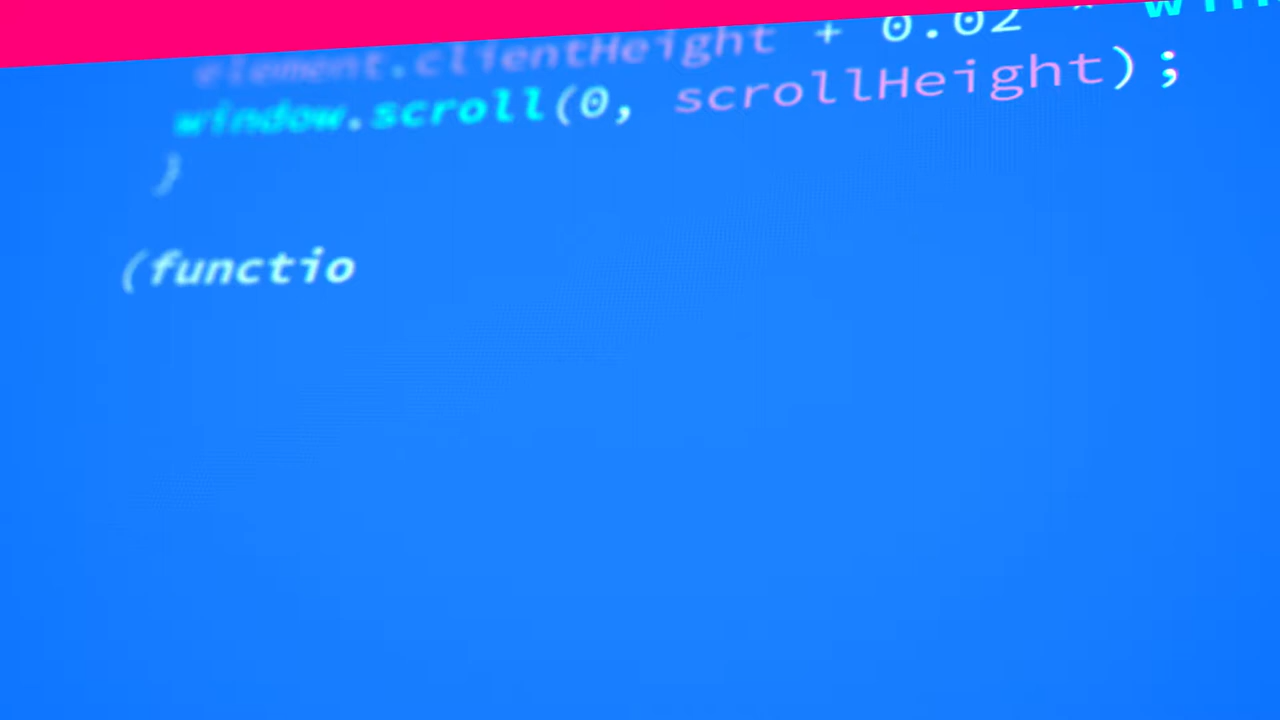 element.clientHeight + 0.02 *
window.scroll(0, scrollHeight);
}
(functio